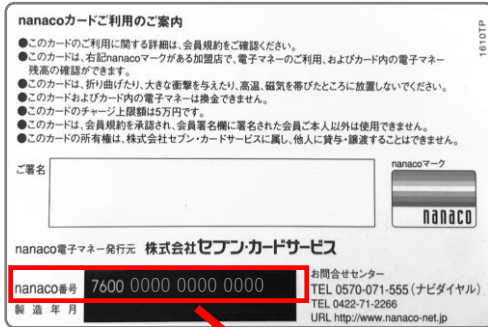 nanacoカードご利用のご案内
●このカードのご利用に関する詳細は、会員規約をご確認ください。
●このカードは、右記nanacoマークがある加盟店で、電子マネーのご利用、およびカード内の電子マネー
残高の確認ができます。
●このカードは、折り曲げたり、大きな衝撃を与えたり、高温、磁気を帯びたところに放置しないでください。
●このカードおよびカード内の電子マネーは換金できません。
●このカードのチャージ上限額は5万円です。
●このカードは、会員規約を承認され、会員署名欄に署名された会員ご本人以外は使用できません。
●このカードの所有権は、株式会社セブン・カードサービスに属し、他人に貸与・譲渡することはできません。
1610TP
ご署名
nanacoマーク
nanaco
nanaco電子マネー発行元 株式会社セブン・カードサービス
nanaco番号 7600 0000 0000 0000
製造年月
お問合せセンター
TEL 0570-071-555（ナビダイヤル）
TEL 0422-71-2266
URL http://www.nanaco-net.jp